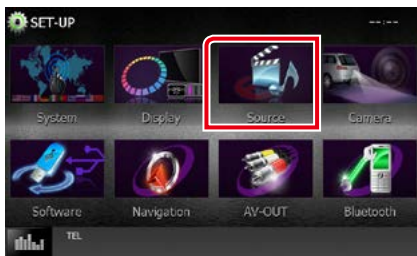 SET-UP
--:--
System
Display
Source
Camera
Software
Navigation
AV-OUT
Bluetooth
TEL